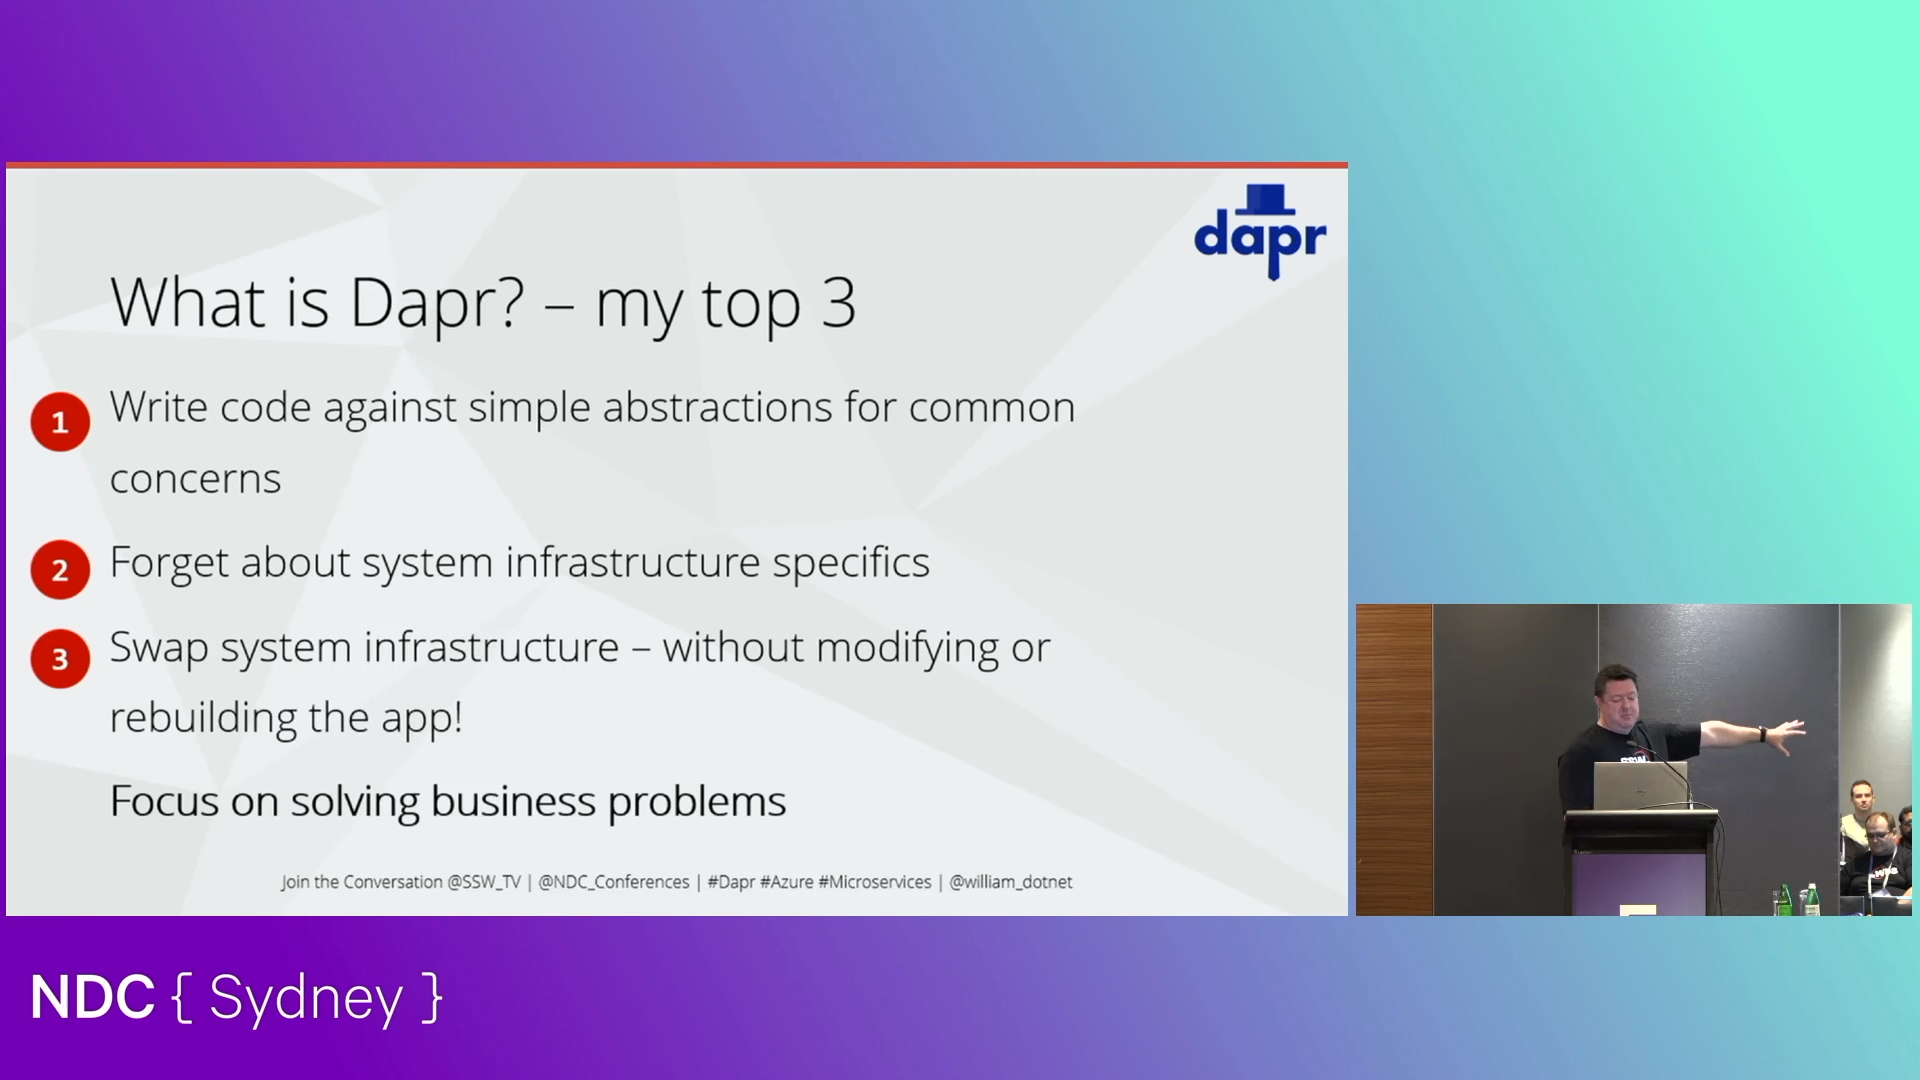 dapr
What is Dapr? – my top 3
1 Write code against simple abstractions for common
concerns
2 Forget about system infrastructure specifics
3 Swap system infrastructure – without modifying or
rebuilding the app!
Focus on solving business problems
Join the Conversation @SSW_TV | @NDC_Conferences | #Dapr #Azure #Microservices | @william_dotnet
SSW
NDC { Sydney }